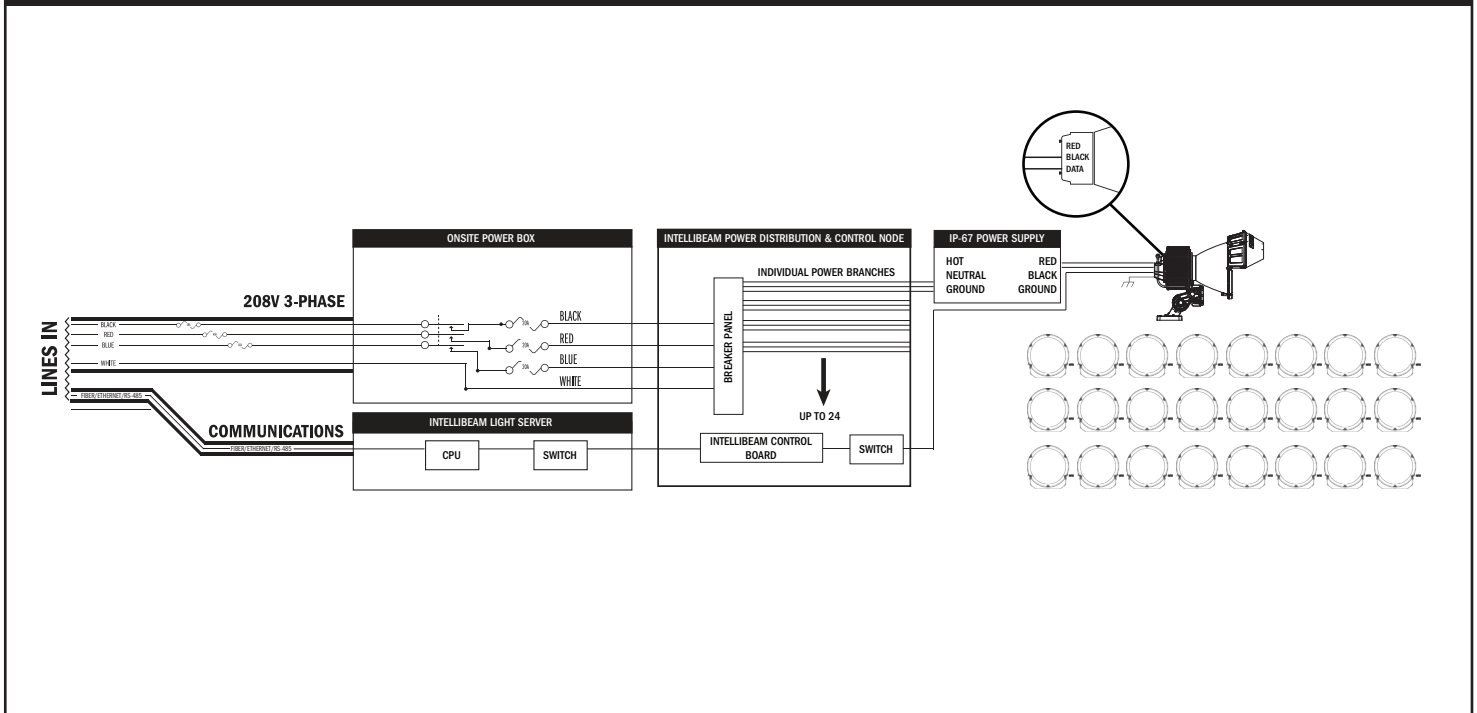 RED
BLACK
DATA
ONSITE POWER BOX
INTELLIBEAM POWER DISTRIBUTION & CONTROL NODE
IP-67 POWER SUPPLY
HOT RED
NEUTRAL BLACK
GROUND GROUND
INDIVIDUAL POWER BRANCHES
208V 3-PHASE
LINES IN
BLACK
RED
BLUE
WHITE
BLACK
RED
BLUE
WHITE
BREAKER PANEL
UP TO 24
FIBER/ETHERNET/RS-485
COMMUNICATIONS
FIBER/ETHERNET/RS-485
INTELLIBEAM LIGHT SERVER
CPU
SWITCH
INTELLIBEAM CONTROL
BOARD
SWITCH